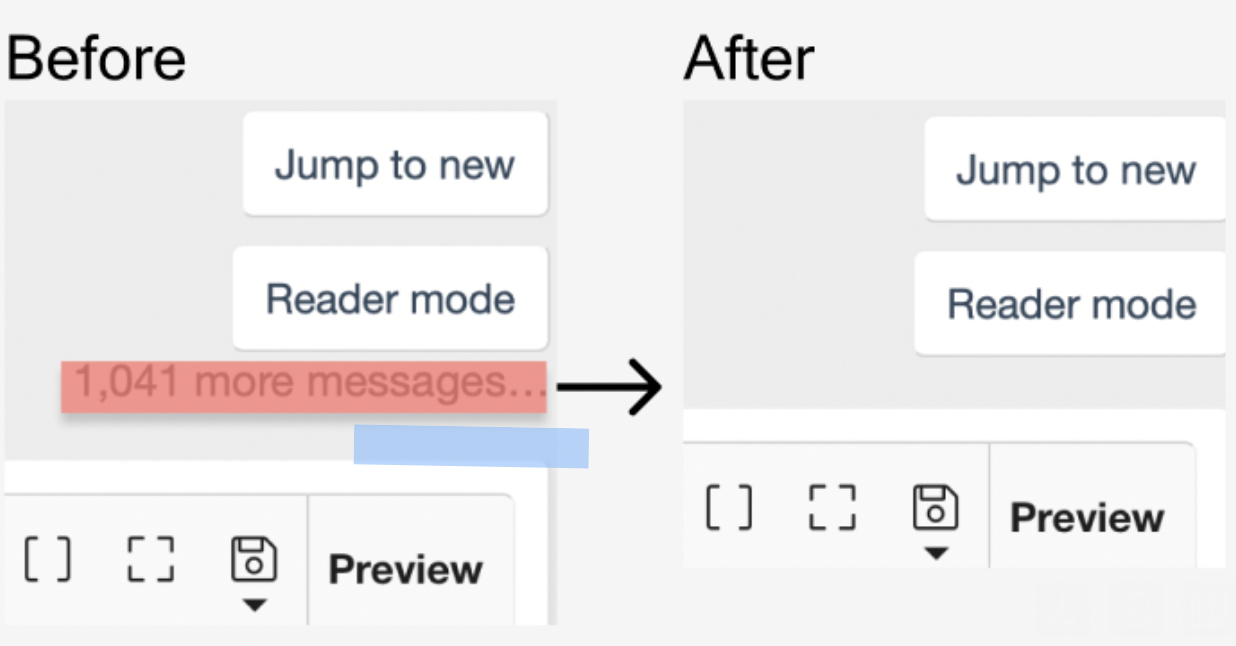 Before
Jump to new
Reader mode
1,041 more messages...
Preview
After
Jump to new
Reader mode
Preview